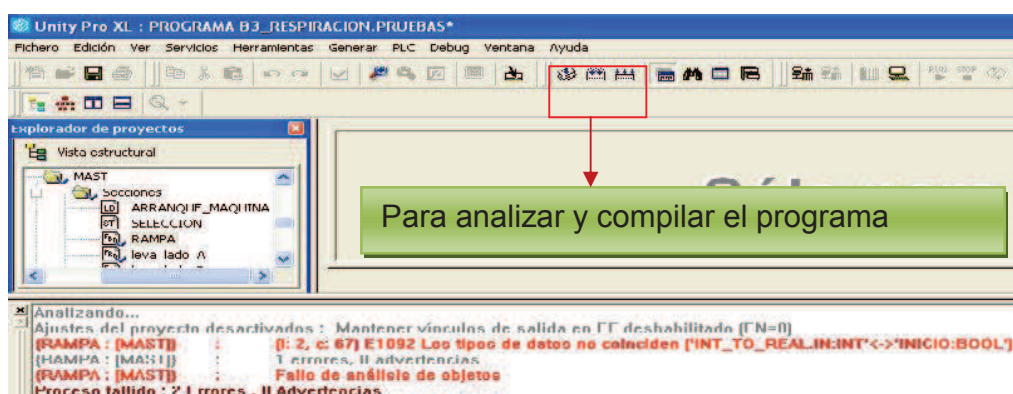 Unity Pro XL : PROGRAMA B3_RESPIRACION.PRUEBAS*
Fichero Edición Ver Servicios Herramientas Generar PLC Debug Ventana Ayuda
RUN STOP
Explorador de proyectos
Vista estructural
MAST
Secciones
LD ARRANQUE_MAQUINA
ST SELECCION
RAMPA
leva lado A
Para analizar y compilar el programa
Analizando...
Ajustes del proyecto desactivados : Mantener vínculos de salida en FF deshabilitado (EN=0)
{RAMPA : [MAST]} : (l: 2, c: 67) E1092 Los tipos de datos no coinciden ['INT_TO_REAL.IN:INT'<->'INICIO:BOOL']
{RAMPA : [MAST]} : 1 errores, 0 advertencias
{RAMPA : [MAST]} : Fallo de análisis de objetos
Proceso fallido : 2 Errores , 0 Advertencias